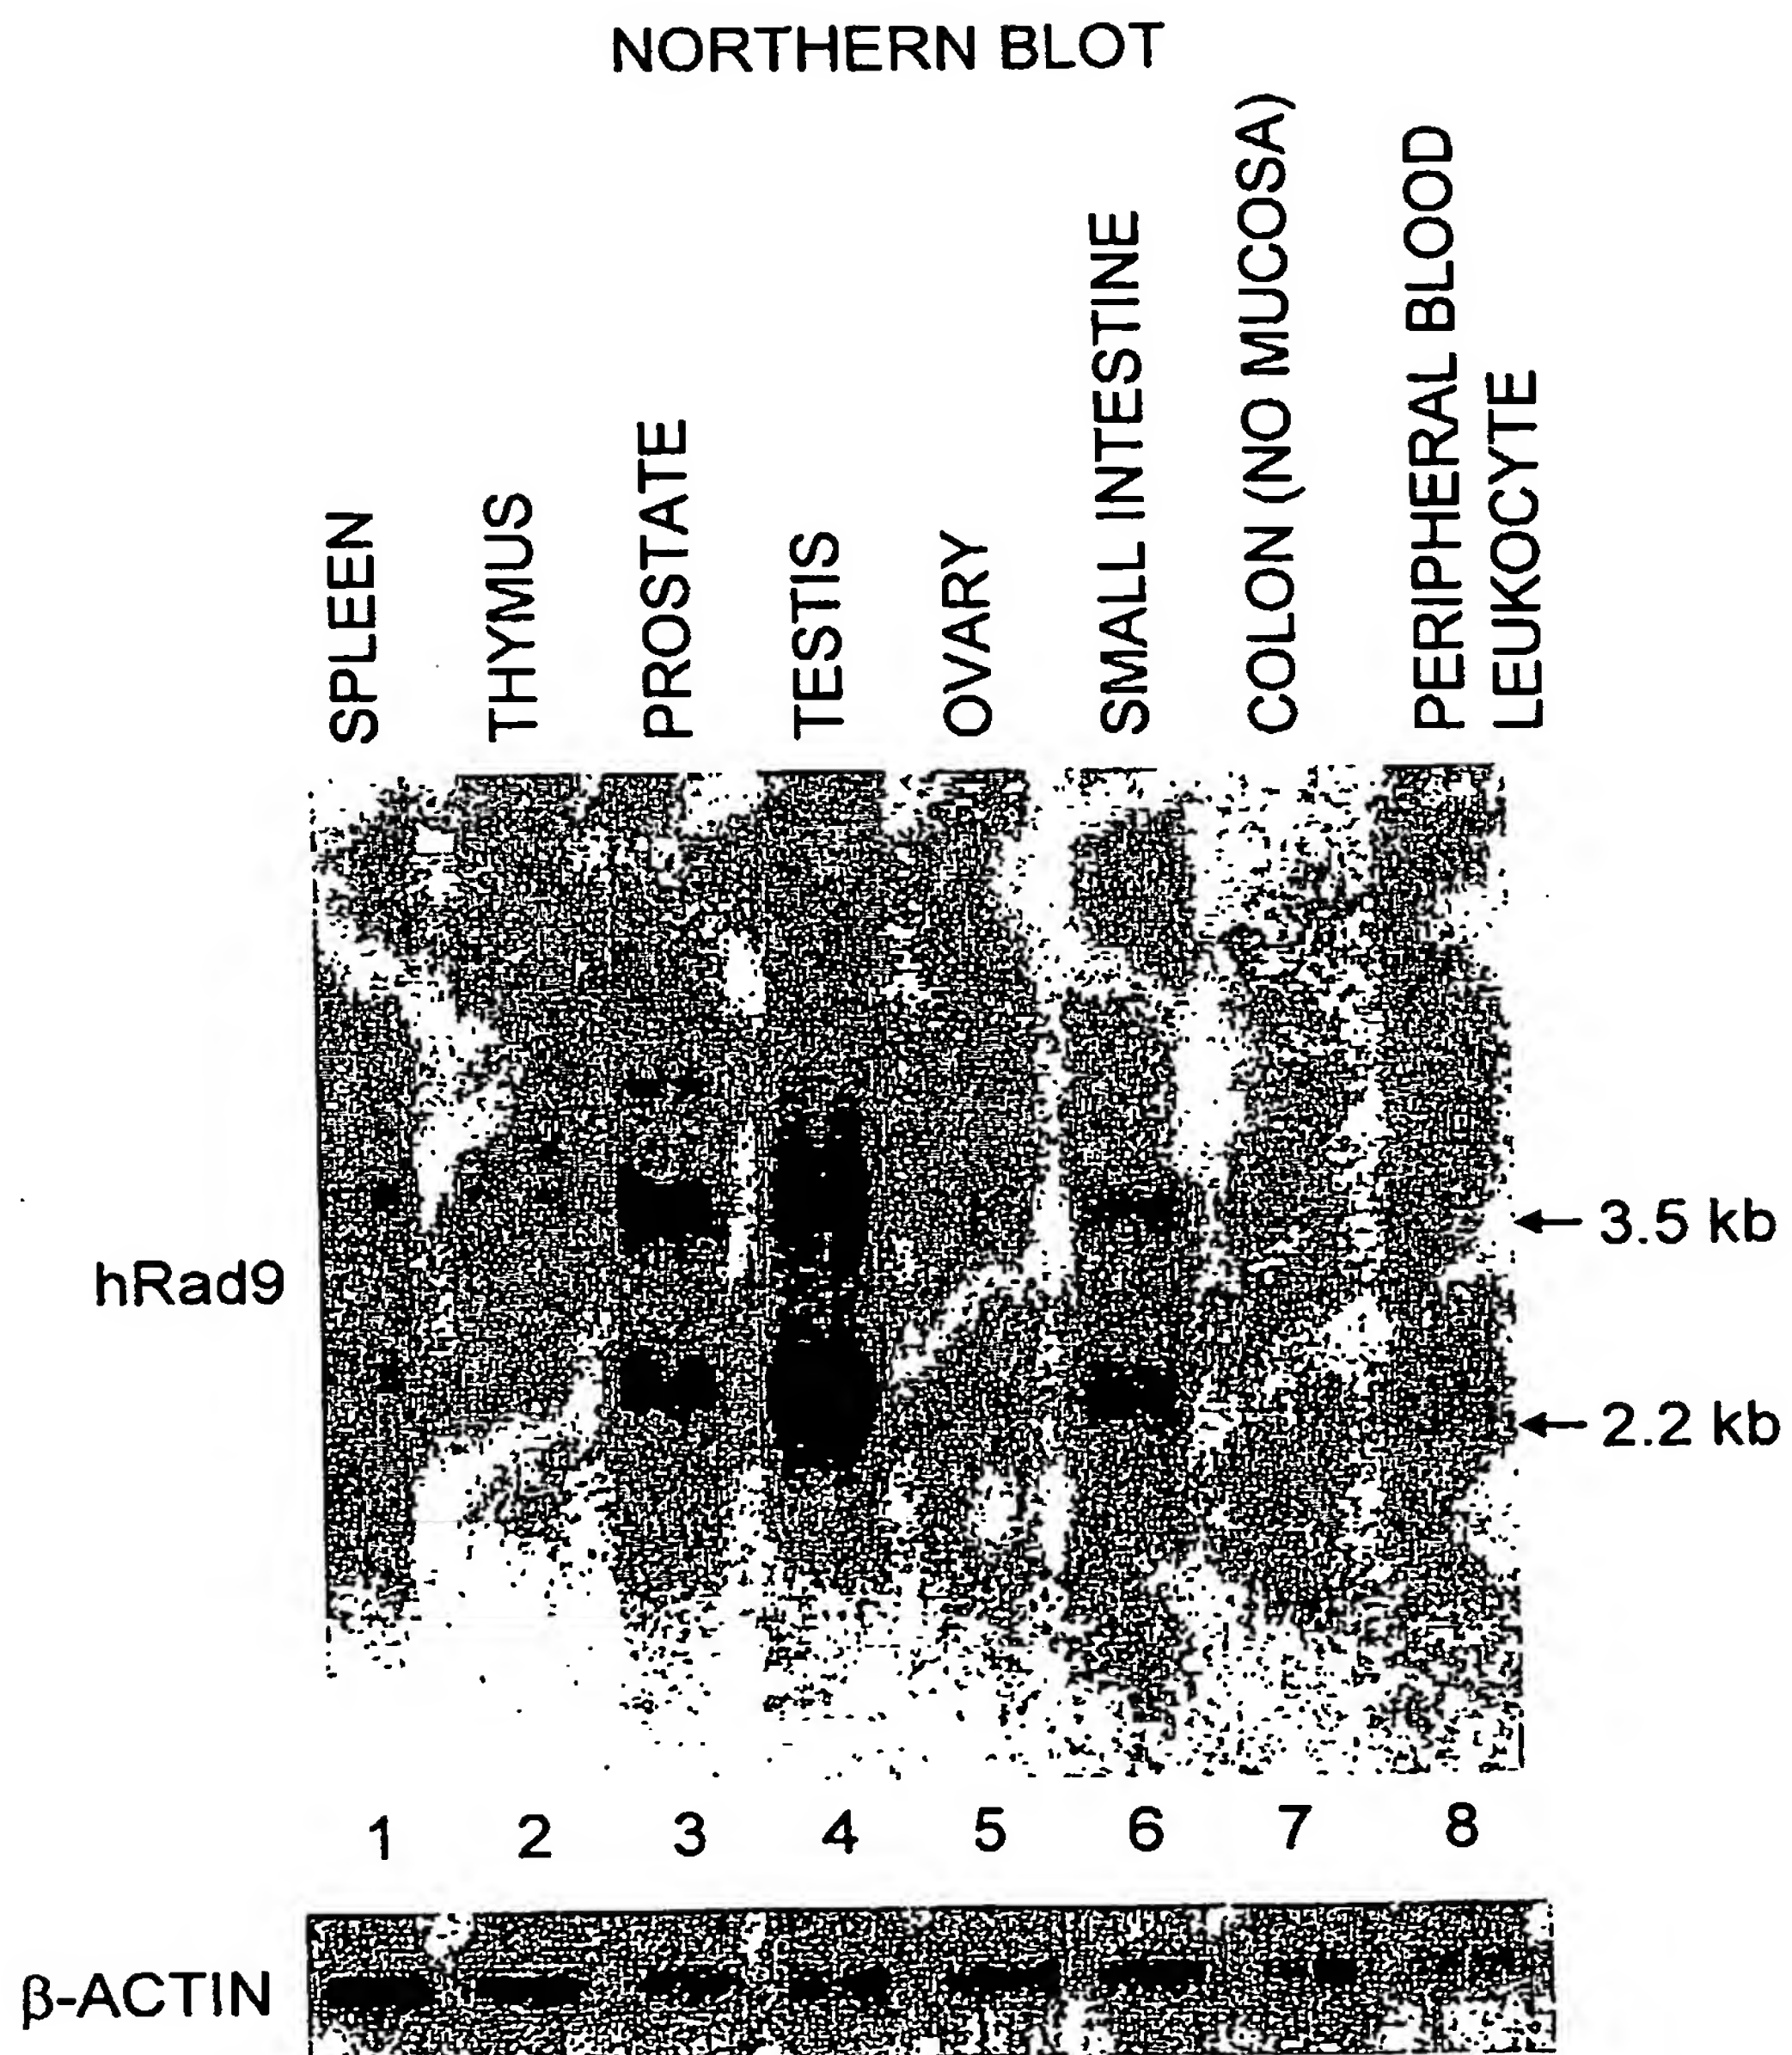 NORTHERN BLOT
SPLEEN
THYMUS
PROSTATE
TESTIS
OVARY
SMALL INTESTINE
COLON (NO MUCOSA)
PERIPHERAL BLOOD
LEUKOCYTE
hRad9
3.5 kb
2.2 kb
1 2 3 4 5 6 7 8
β-ACTIN